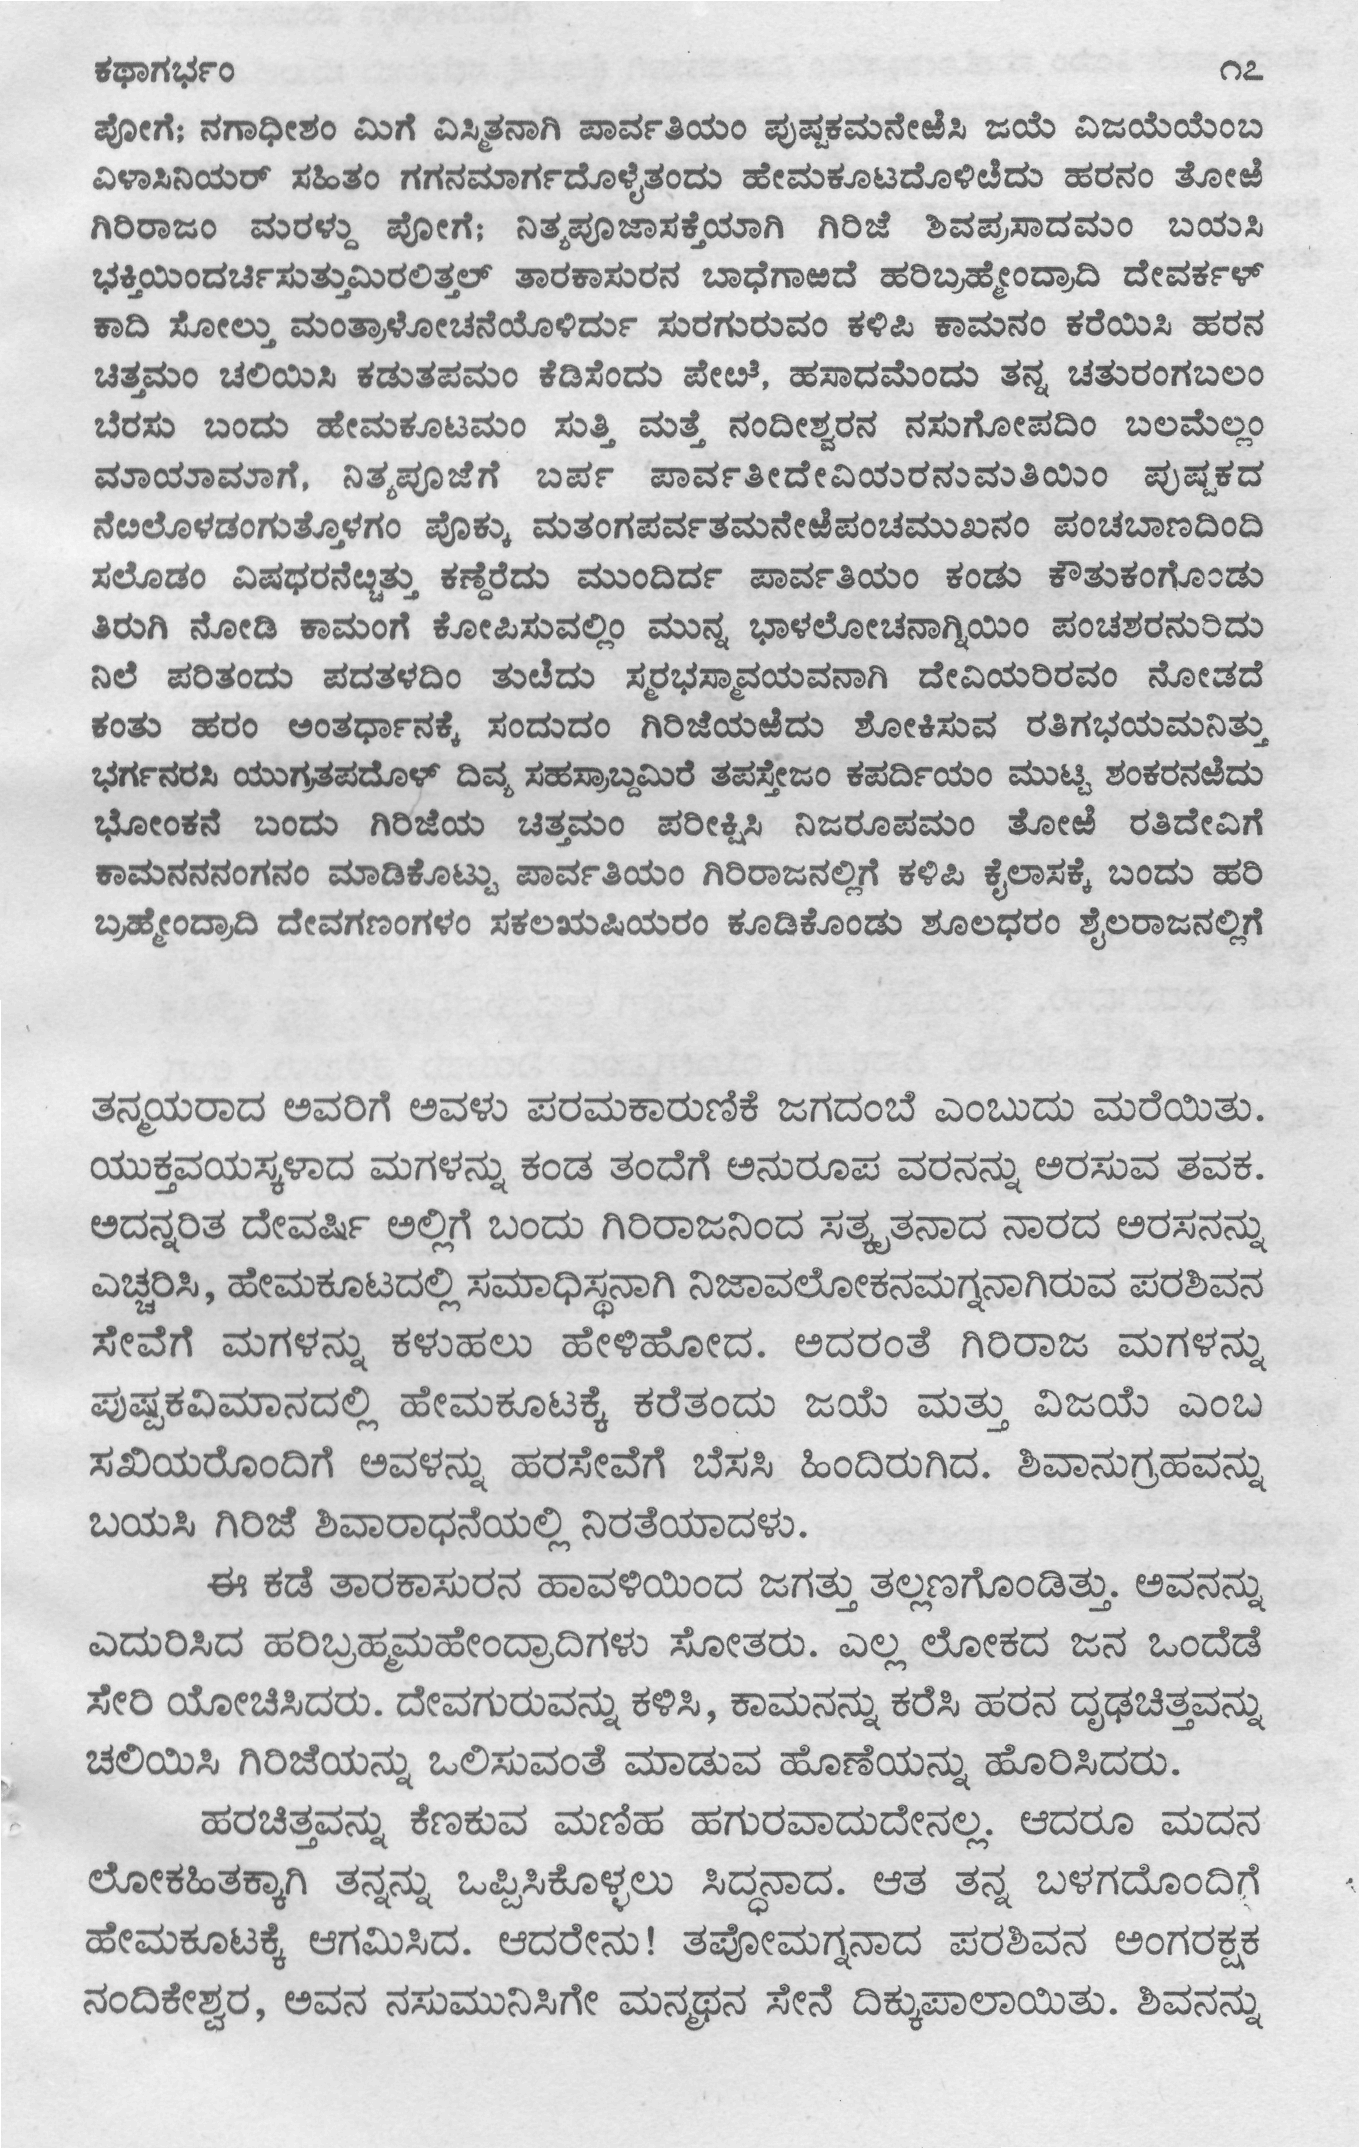 ಕಥಾಗರ್ಭಂ ೧೭
ಪೋಗೆ; ನಗಾಧೀಶಂ ಮಿಗೆ ವಿಸ್ಮಿತನಾಗಿ ಪಾರ್ವತಿಯಂ ಪುಷ್ಪಕಮನೇಱಿಸಿ ಜಯೆ ವಿಜಯೆಯೆಂಬ
ವಿಳಾಸಿನಿಯರ್ ಸಹಿತಂ ಗಗನಮಾರ್ಗದೊಳೈತಂದು ಹೇಮಕೂಟದೊಳಿೞಿದು ಹರನಂ ತೋಱಿ
ಗಿರಿರಾಜಂ ಮರಳ್ದು ಪೋಗೆ; ನಿತ್ಯಪೂಜಾಸಕ್ತೆಯಾಗಿ ಗಿರಿಜೆ ಶಿವಪ್ರಸಾದಮಂ ಬಯಸಿ
ಭಕ್ತಿಯಿಂದರ್ಚಿಸುತ್ತುಮಿರಲಿತ್ತಲ್ ತಾರಕಾಸುರನ ಬಾಧೆಗಾಱದೆ ಹರಿಬ್ರಹ್ಮೇಂದ್ರಾದಿ ದೇವರ್ಕಳ್
ಕಾದಿ ಸೋಲ್ತು ಮಂತ್ರಾಳೋಚನೆಯೊಳಿರ್ದು ಸುರಗುರುವಂ ಕಳಿಪಿ ಕಾಮನಂ ಕರೆಯಿಸಿ ಹರನ
ಚಿತ್ತಮಂ ಚಲಿಯಿಸಿ ಕಡುತಪಮಂ ಕೆಡಿಸೆಂದು ಪೇೞೆ, ಹಸಾದಮೆಂದು ತನ್ನ ಚತುರಂಗಬಲಂ
ಬೆರಸು ಬಂದು ಹೇಮಕೂಟಮಂ ಸುತ್ತಿ ಮತ್ತೆ ನಂದೀಶ್ವರನ ನಸುಗೋಪದಿಂ ಬಲಮೆಲ್ಲಂ
ಮಾಯಾಮಾಗೆ, ನಿತ್ಯಪೂಜೆಗೆ ಬರ್ಪ ಪಾರ್ವತೀದೇವಿಯರನುಮತಿಯಿಂ ಪುಷ್ಪಕದ
ನೆೞಲೊಳಡಂಗುತ್ತೊಳಗಂ ಪೊಕ್ಕು ಮತಂಗಪರ್ವತಮನೇಱಿಪಂಚಮುಖನಂ ಪಂಚಬಾಣದಿಂದಿ
ಸಲೊಡಂ ವಿಷಧರನೆೞ್ಚತ್ತು ಕಣ್ದೆರೆದು ಮುಂದಿರ್ದ ಪಾರ್ವತಿಯಂ ಕಂಡು ಕೌತುಕಂಗೊಂಡು
ತಿರುಗಿ ನೋಡಿ ಕಾಮಂಗೆ ಕೋಪಿಸುವಲ್ಲಿಂ ಮುನ್ನ ಭಾಳಲೋಚನಾಗ್ನಿಯಿಂ ಪಂಚಶರನುರಿದು
ನಿಲೆ ಪರಿತಂದು ಪದತಳದಿಂ ತುೞಿದು ಸ್ಮರಭಸ್ಮಾವಯವನಾಗಿ ದೇವಿಯರಿರವಂ ನೋಡದೆ
ಕಂತು ಹರಂ ಅಂತರ್ಧಾನಕ್ಕೆ ಸಂದುದಂ ಗಿರಿಜೆಯಱಿದು ಶೋಕಿಸುವ ರತಿಗಭಯಮನಿತ್ತು
ಭರ್ಗನರಸಿ ಯುಗ್ರತಪದೊಳ್ ದಿವ್ಯ ಸಹಸ್ರಾಬ್ದಮಿರೆ ತಪಸ್ತೇಜಂ ಕಪರ್ದಿಯಂ ಮುಟ್ಟಿ ಶಂಕರನಱಿದು
ಭೋಂಕನೆ ಬಂದು ಗಿರಿಜೆಯ ಚಿತ್ತಮಂ ಪರೀಕ್ಷಿಸಿ ನಿಜರೂಪಮಂ ತೋಱಿ ರತಿದೇವಿಗೆ
ಕಾಮನನನಂಗನಂ ಮಾಡಿಕೊಟ್ಟು ಪಾರ್ವತಿಯಂ ಗಿರಿರಾಜನಲ್ಲಿಗೆ ಕಳಿಪಿ ಕೈಲಾಸಕ್ಕೆ ಬಂದು ಹರಿ
ಬ್ರಹ್ಮೇಂದ್ರಾದಿ ದೇವಗಣಂಗಳಂ ಸಕಲಋಷಿಯರಂ ಕೂಡಿಕೊಂಡು ಶೂಲಧರಂ ಶೈಲರಾಜನಲ್ಲಿಗೆ
ತನ್ಮಯರಾದ ಅವರಿಗೆ ಅವಳು ಪರಮಕಾರುಣಿಕೆ ಜಗದಂಬೆ ಎಂಬುದು ಮರೆಯಿತು.
ಯುಕ್ತವಯಸ್ಕಳಾದ ಮಗಳನ್ನು ಕಂಡ ತಂದೆಗೆ ಅನುರೂಪ ವರನನ್ನು ಅರಸುವ ತವಕ.
ಅದನ್ನರಿತ ದೇವರ್ಷಿ ಅಲ್ಲಿಗೆ ಬಂದು ಗಿರಿರಾಜನಿಂದ ಸತ್ಕೃತನಾದ ನಾರದ ಅರಸನನ್ನು
ಎಚ್ಚರಿಸಿ, ಹೇಮಕೂಟದಲ್ಲಿ ಸಮಾಧಿಸ್ಥನಾಗಿ ನಿಜಾವಲೋಕನಮಗ್ನನಾಗಿರುವ ಪರಶಿವನ
ಸೇವೆಗೆ ಮಗಳನ್ನು ಕಳುಹಲು ಹೇಳಿಹೋದ. ಅದರಂತೆ ಗಿರಿರಾಜ ಮಗಳನ್ನು
ಪುಷ್ಪಕವಿಮಾನದಲ್ಲಿ ಹೇಮಕೂಟಕ್ಕೆ ಕರೆತಂದು ಜಯೆ ಮತ್ತು ವಿಜಯೆ ಎಂಬ
ಸಖಿಯರೊಂದಿಗೆ ಅವಳನ್ನು ಹರಸೇವೆಗೆ ಬೆಸಸಿ ಹಿಂದಿರುಗಿದ. ಶಿವಾನುಗ್ರಹವನ್ನು
ಬಯಸಿ ಗಿರಿಜೆ ಶಿವಾರಾಧನೆಯಲ್ಲಿ ನಿರತೆಯಾದಳು.
ಈ ಕಡೆ ತಾರಕಾಸುರನ ಹಾವಳಿಯಿಂದ ಜಗತ್ತು ತಲ್ಲಣಗೊಂಡಿತ್ತು. ಅವನನ್ನು
ಎದುರಿಸಿದ ಹರಿಬ್ರಹ್ಮಮಹೇಂದ್ರಾದಿಗಳು ಸೋತರು. ಎಲ್ಲ ಲೋಕದ ಜನ ಒಂದೆಡೆ
ಸೇರಿ ಯೋಚಿಸಿದರು. ದೇವಗುರುವನ್ನು ಕಳಿಸಿ, ಕಾಮನನ್ನು ಕರೆಸಿ ಹರನ ದೃಢಚಿತ್ತವನ್ನು
ಚಲಿಯಿಸಿ ಗಿರಿಜೆಯನ್ನು ಒಲಿಸುವಂತೆ ಮಾಡುವ ಹೊಣೆಯನ್ನು ಹೊರಿಸಿದರು.
ಹರಚಿತ್ತವನ್ನು ಕೆಣಕುವ ಮಣಿಹ ಹಗುರವಾದುದೇನಲ್ಲ. ಆದರೂ ಮದನ
ಲೋಕಹಿತಕ್ಕಾಗಿ ತನ್ನನ್ನು ಒಪ್ಪಿಸಿಕೊಳ್ಳಲು ಸಿದ್ಧನಾದ. ಆತ ತನ್ನ ಬಳಗದೊಂದಿಗೆ
ಹೇಮಕೂಟಕ್ಕೆ ಆಗಮಿಸಿದ. ಆದರೇನು! ತಪೋಮಗ್ನನಾದ ಪರಶಿವನ ಅಂಗರಕ್ಷಕ
ನಂದಿಕೇಶ್ವರ, ಅವನ ನಸುಮುನಿಸಿಗೇ ಮನ್ಮಥನ ಸೇನೆ ದಿಕ್ಕುಪಾಲಾಯಿತು. ಶಿವನನ್ನು